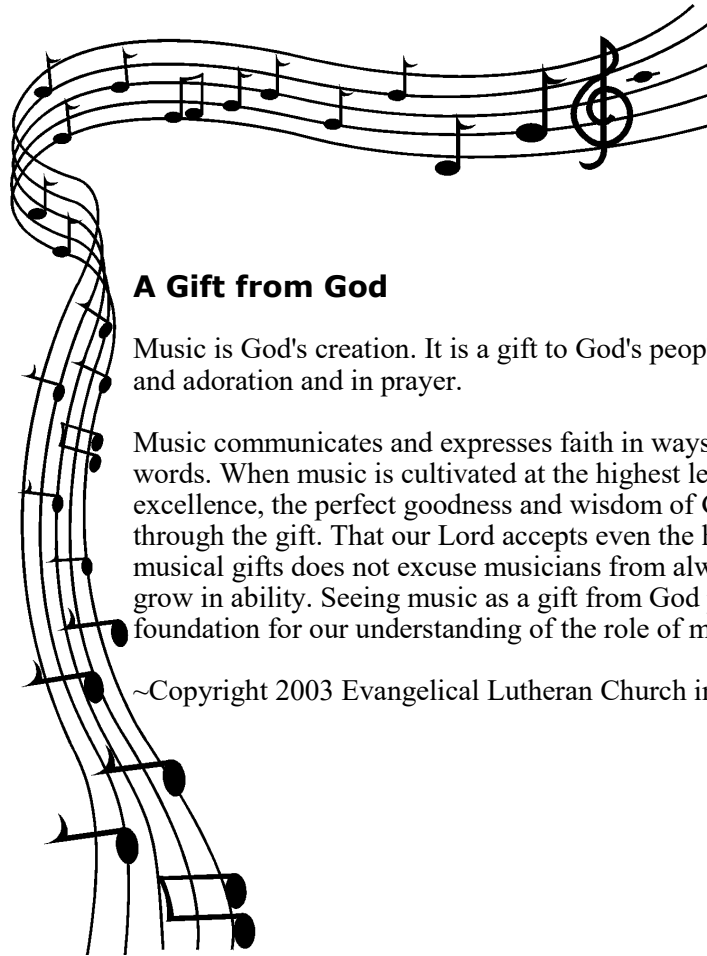 A Gift from God
Music is God's creation. It is a gift to God's peop
and adoration and in prayer.
Music communicates and expresses faith in ways
words. When music is cultivated at the highest le
excellence, the perfect goodness and wisdom of
through the gift. That our Lord accepts even the
musical gifts does not excuse musicians from alw
grow in ability. Seeing music as a gift from God
foundation for our understanding of the role of m
~Copyright 2003 Evangelical Lutheran Church in